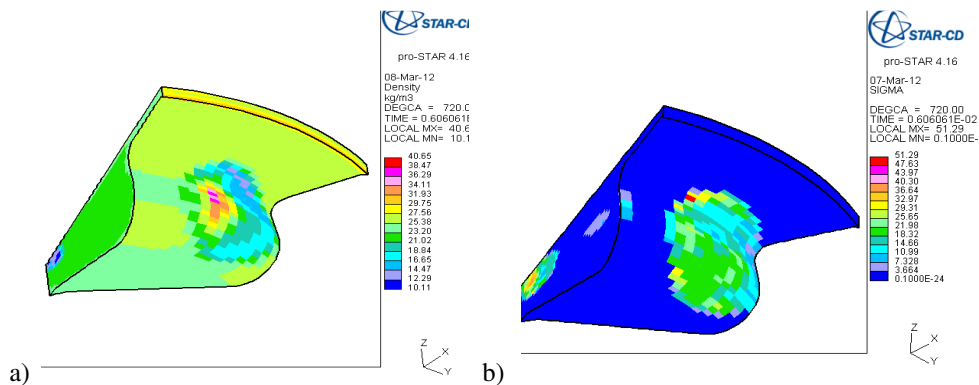 STAR-CD
pro-STAR 4.16
08-Mar-12
Density
kg/m3
DEGCA = 720.0
TIME = 0.606061
LOCAL MX= 40.6
LOCAL MN= 10.1
40.65
38.47
36.29
34.11
31.93
29.75
27.56
25.38
23.20
21.02
18.84
16.65
14.47
12.29
10.11
Z
X
Y
a)
STAR-CD
pro-STAR 4.16
07-Mar-12
SIGMA
DEGCA = 720.00
TIME = 0.606061E-02
LOCAL MX= 51.29
LOCAL MN= 0.1000E-
51.29
47.63
43.97
40.30
36.64
32.97
29.31
25.65
21.98
18.32
14.66
10.99
7.328
3.664
0.1000E-24
Z
X
Y
b)